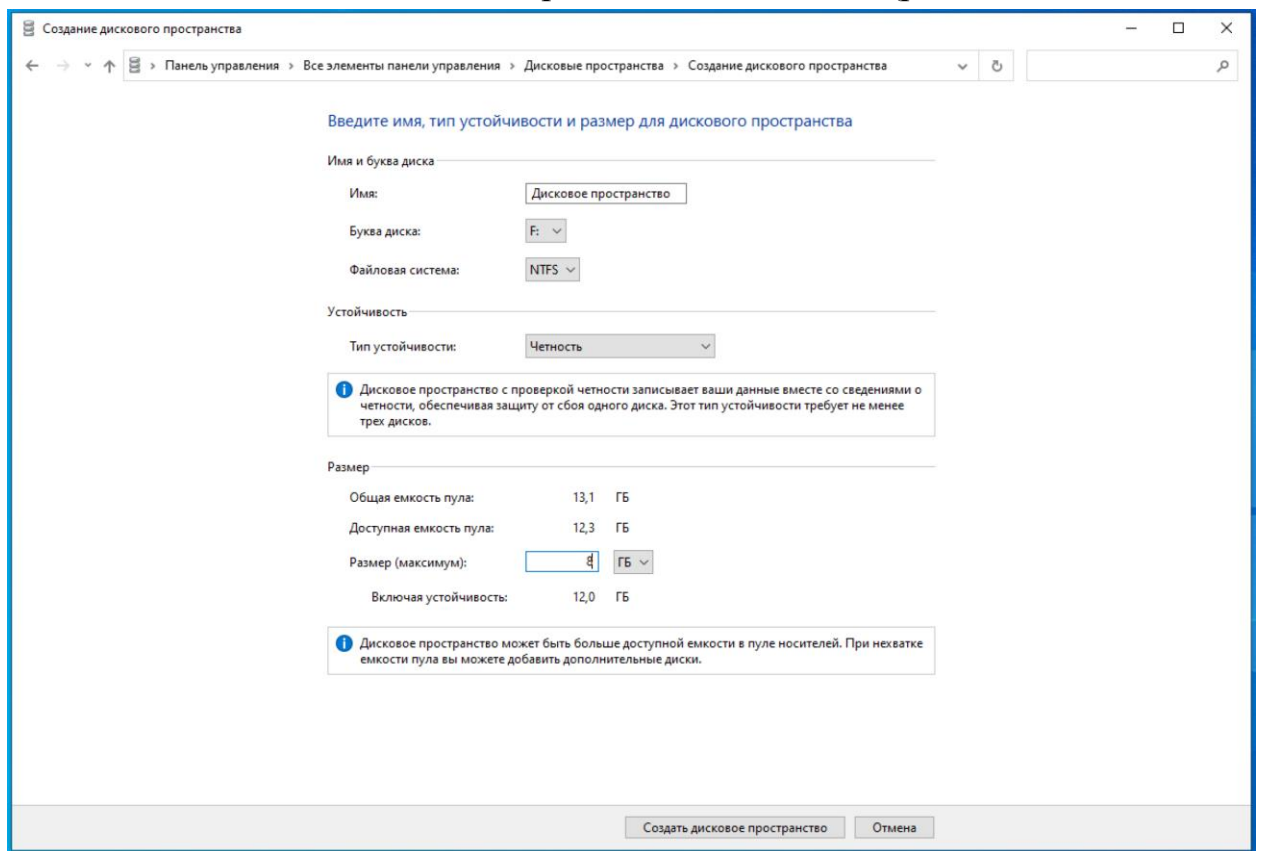 Создание дискового пространства
Панель управления > Все элементы панели управления > Дисковые пространства > Создание дискового пространства
Введите имя, тип устойчивости и размер для дискового пространства
Имя и буква диска
Имя: Дисковое пространство
Буква диска: F:
Файловая система: NTFS
Устойчивость
Тип устойчивости: Четность
Дисковое пространство с проверкой четности записывает ваши данные вместе со сведениями о
четности, обеспечивая защиту от сбоя одного диска. Этот тип устойчивости требует не менее
трех дисков.
Размер
Общая емкость пула: 13,1 ГБ
Доступная емкость пула: 12,3 ГБ
Размер (максимум): 8 ГБ
Включая устойчивость: 12,0 ГБ
Дисковое пространство может быть больше доступной емкости в пуле носителей. При нехватке
емкости пула вы можете добавить дополнительные диски.
Создать дисковое пространство Отмена